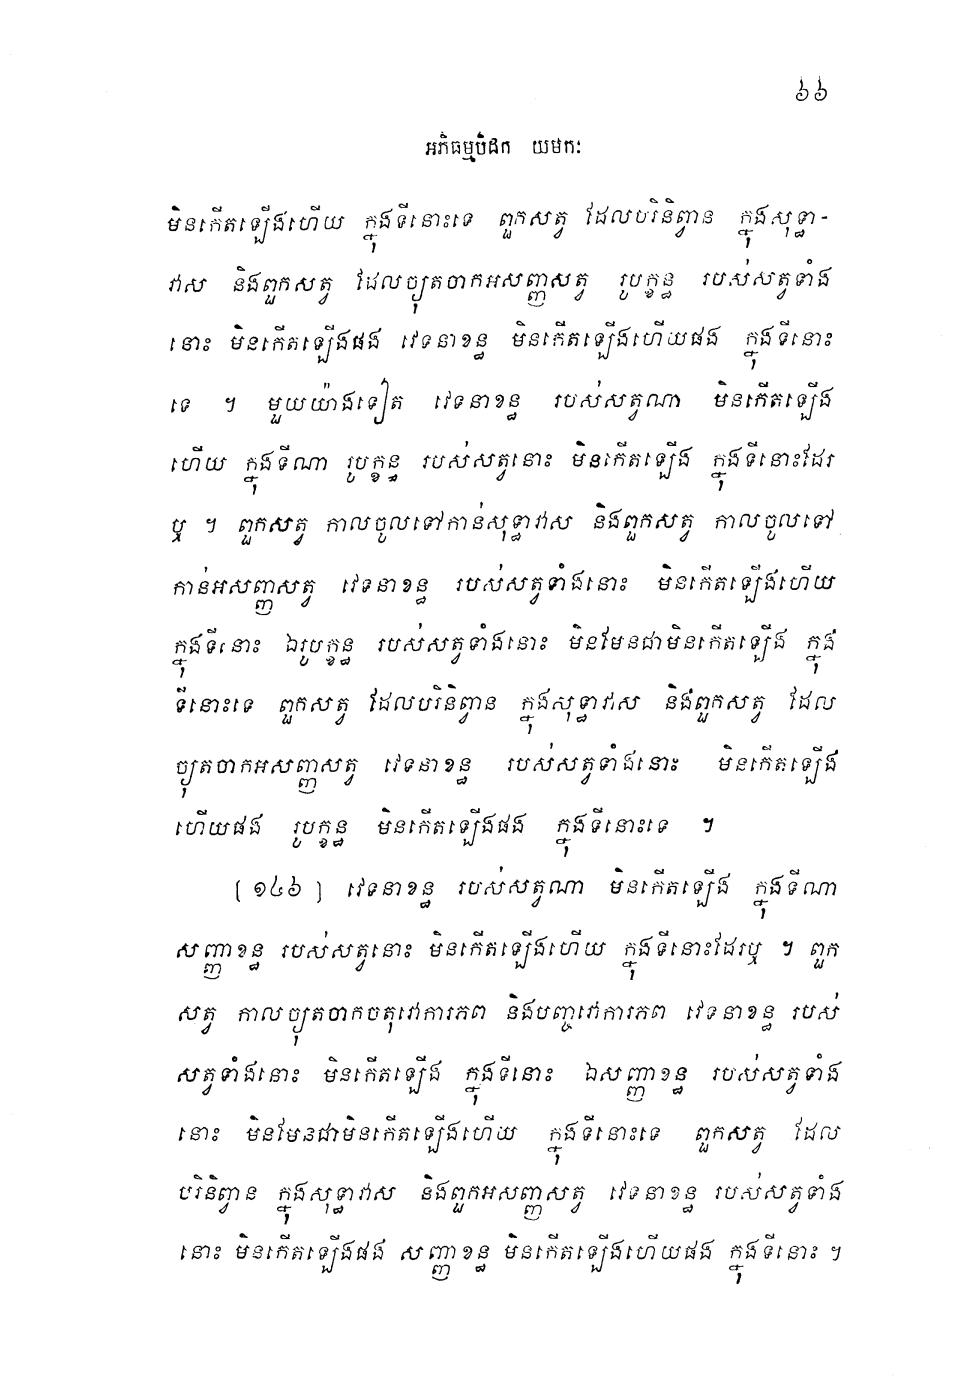 ៦៦
អភិធម្មបិដក យមកៈ
មិនកើតឡើងហើយ ក្នុងទីនោះទេ ពួកសត្វ ដែលបរិនិព្វាន ក្នុងសុទ្ធា-
វាស និងពួកសត្វ ដែលច្យុតចាកអសញ្ញសត្វ រូបក្ខន្ធ របស់សត្វទាំង
នោះ មិនកើតឡើងផង វេទនាខន្ធ មិនកើតឡើងហើយផង ក្នុងទីនោះ
ទេ ។ មួយយ៉ាងទៀត វេទនាខន្ធ របស់សត្វណា មិនកើតឡើង
ហើយ ក្នុងទីណា រូបក្ខន្ធ របស់សត្វនោះ មិនកើតឡើង ក្នុងទីនោះដែរ
ឬ ។ ពួកសត្វ កាលចូលទៅកាន់សុទ្ធាវាស និងពួកសត្វ កាលចូលទៅ
កាន់អសញ្ញសត្វ វេទនាខន្ធ របស់សត្វទាំងនោះ មិនកើតឡើងហើយ
ក្នុងទីនោះ ឯរូបក្ខន្ធ របស់សត្វទាំងនោះ មិនមែនជាមិនកើតឡើង ក្នុង
ទីនោះទេ ពួកសត្វ ដែលបរិនិព្វាន ក្នុងសុទ្ធាវាស និងពួកសត្វ ដែល
ច្យុតចាកអសញ្ញសត្វ វេទនាខន្ធ របស់សត្វទាំងនោះ មិនកើតឡើង
ហើយផង រូបក្ខន្ធ មិនកើតឡើងផង ក្នុងទីនោះទេ ។
(១៤៦) វេទនាខន្ធ របស់សត្វណា មិនកើតឡើង ក្នុងទីណា
សញ្ញាខន្ធ របស់សត្វនោះ មិនកើតឡើងហើយ ក្នុងទីនោះដែរឬ ។ ពួក
សត្វ កាលច្យុតចាកចតុវោការភព និងបញ្ចវោការភព វេទនាខន្ធ របស់
សត្វទាំងនោះ មិនកើតឡើង ក្នុងទីនោះ ឯសញ្ញាខន្ធ របស់សត្វទាំង
នោះ មិនមែនជាមិនកើតឡើងហើយ ក្នុងទីនោះទេ ពួកសត្វ ដែល
បរិនិព្វាន ក្នុងសុទ្ធាវាស និងពួកអសញ្ញសត្វ វេទនាខន្ធ របស់សត្វទាំង
នោះ មិនកើតឡើងផង សញ្ញាខន្ធ មិនកើតឡើងហើយផង ក្នុងទីនោះ ។